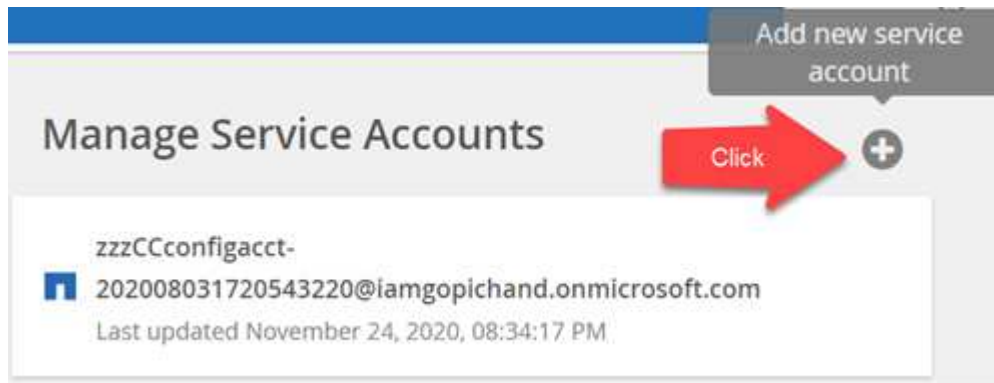 Add new service
account
Manage Service Accounts
Click
zzzCCconfigacct-
202008031720543220@iamgopichand.onmicrosoft.com
Last updated November 24, 2020, 08:34:17 PM